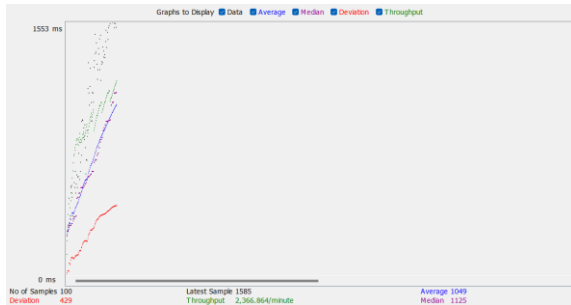 Graphs to Display Data Average Median Deviation Throughput
1553 ms
0 ms
No of Samples 100 Latest Sample 1585 Average 1049
Deviation 429 Throughput 2,366.864/minute Median 1125